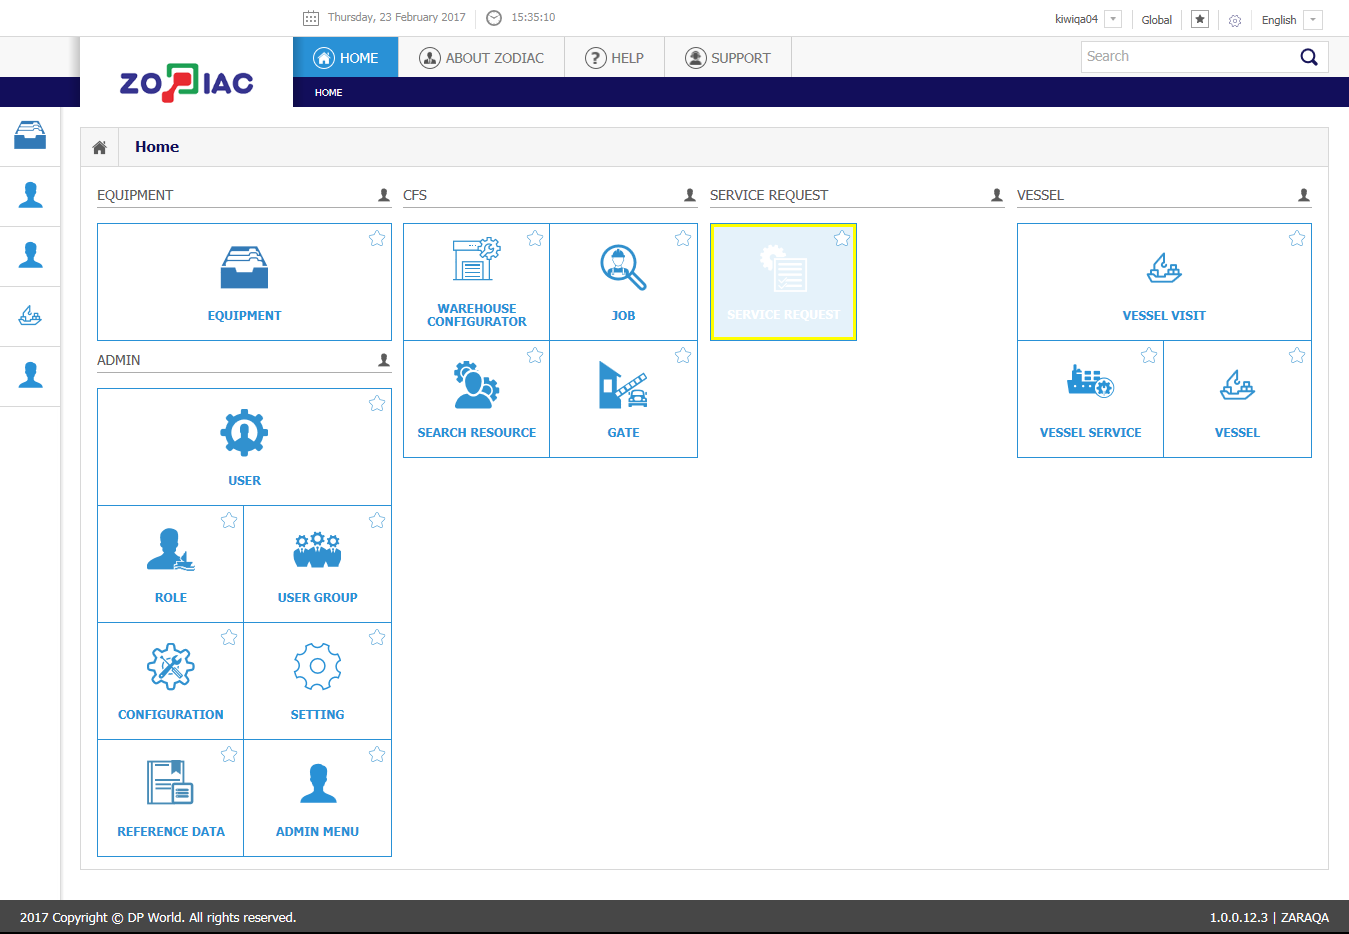 Thursday, 23 February 2017
15:35:10
kiwiqa04
Global
English
ZODIAC
HOME
ABOUT ZODIAC
HELP
SUPPORT
Search
HOME
Home
EQUIPMENT
CFS
SERVICE REQUEST
VESSEL
EQUIPMENT
WAREHOUSE
CONFIGURATOR
JOB
SERVICE REQUEST
VESSEL VISIT
ADMIN
SEARCH RESOURCE
GATE
VESSEL SERVICE
VESSEL
USER
ROLE
USER GROUP
CONFIGURATION
SETTING
REFERENCE DATA
ADMIN MENU
2017 Copyright © DP World. All rights reserved.
1.0.0.12.3 | ZARAQA